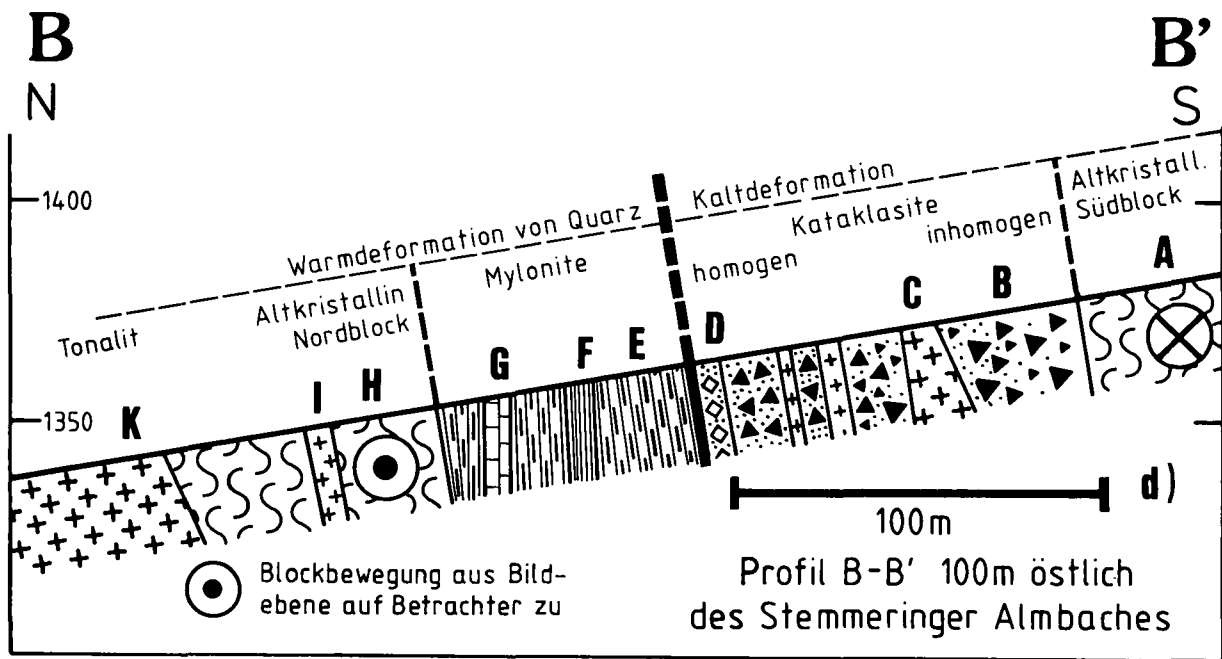 B
B'
N
S
1400
1350
Warmdeformation von Quarz
Kaltdeformation
Tonalit
Altkristallin
Nordblock
Mylonite
homogen
Kataklasite
inhomogen
Altkristall.
Südblock
K
I
H
G
F
E
D
C
B
A
100m
d)
Blockbewegung aus Bild-
ebene auf Betrachter zu
Profil B-B' 100m östlich
des Stemmeringer Almbaches